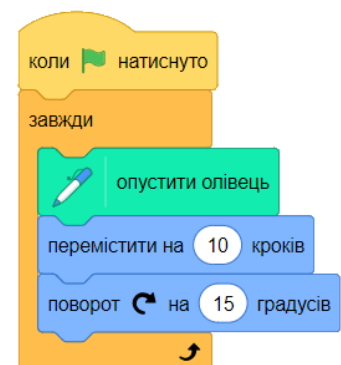 коли натиснуто
завжди
опустити олівець
перемістити на 10 кроків
поворот на 15 градусів